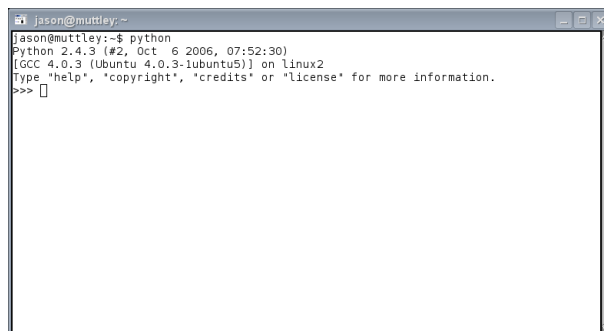 jason@muttley: ~
jason@muttley:~$ python
Python 2.4.3 (#2, Oct  6 2006, 07:52:30)
[GCC 4.0.3 (Ubuntu 4.0.3-1ubuntu5)] on linux2
Type "help", "copyright", "credits" or "license" for more information.
>>>